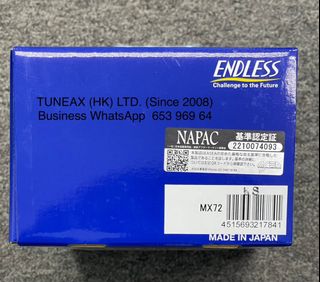 ENDLESS
Challenge to the Future
TUNEAX (HK) LTD. (Since 2008)
Business WhatsApp 653 969 64
NAPAC
基準認定証
2210074093
MX72
4515693217841
MADE IN JAPAN